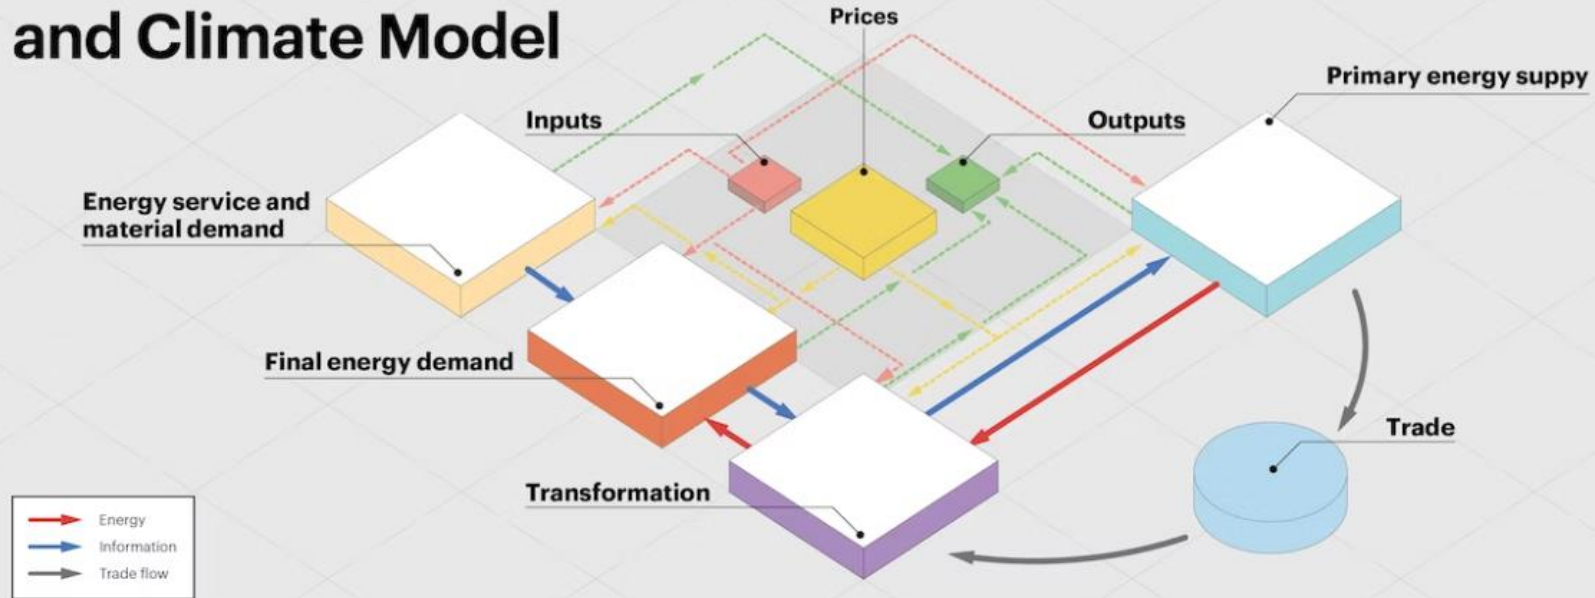 and Climate Model
Prices
Primary energy suppy
Inputs
Outputs
Energy service and
material demand
Final energy demand
Trade
Transformation
Energy
Information
Trade flow